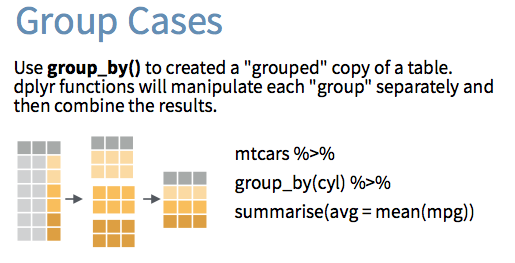 Group Cases
Use group_by() to created a "grouped" copy of a table.
dplyr functions will manipulate each "group" separately and
then combine the results.
mtcars %>%
group_by(cyl) %>%
summarise(avg = mean(mpg))